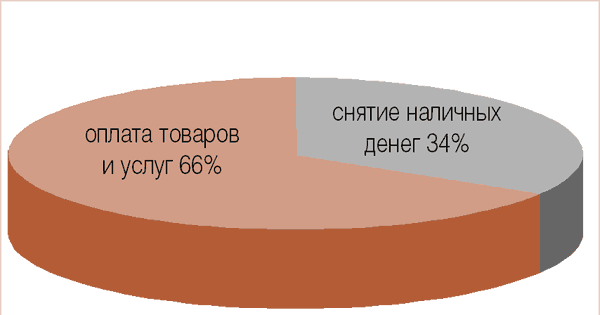 оплата товаров
и услуг 66%
снятие наличных
денег 34%